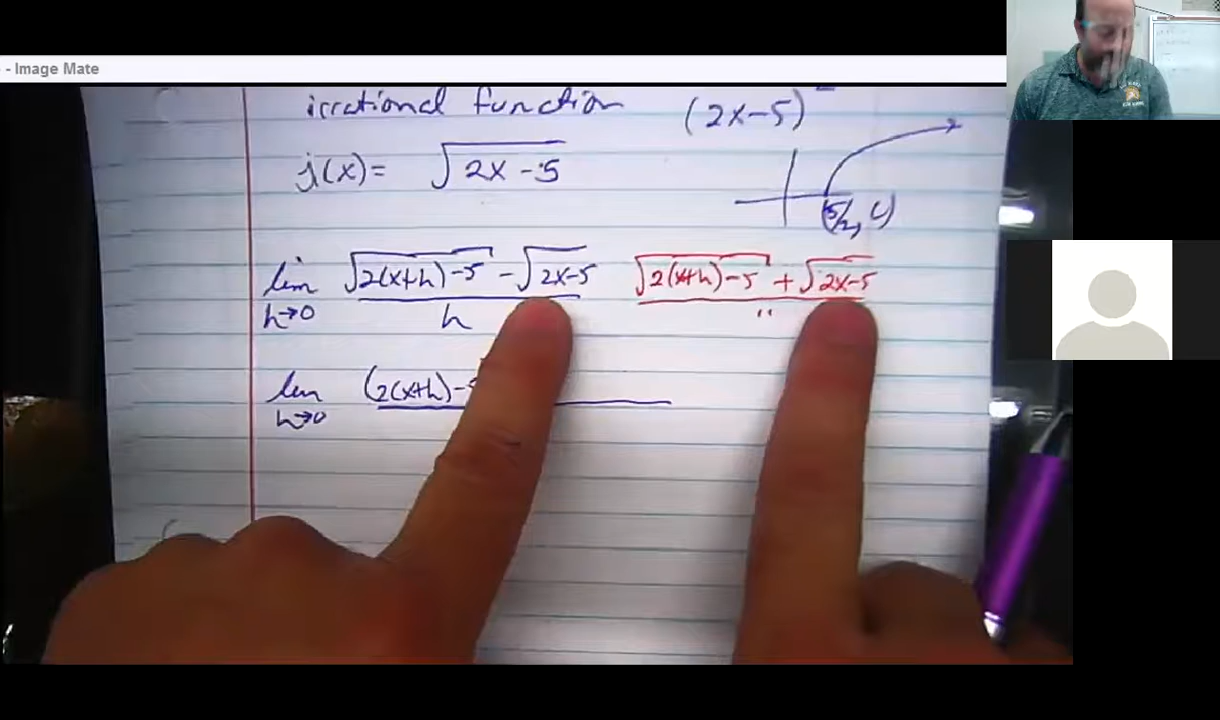 - Image Mate
irrational function (2x-5)
j(x)= √2x-5
(5/2, 0)
lim h→0 √2(x+h)-5 - √2x-5 / h √2(x+h)-5 + √2x-5 / "
lim h→0 (2(x+h)-